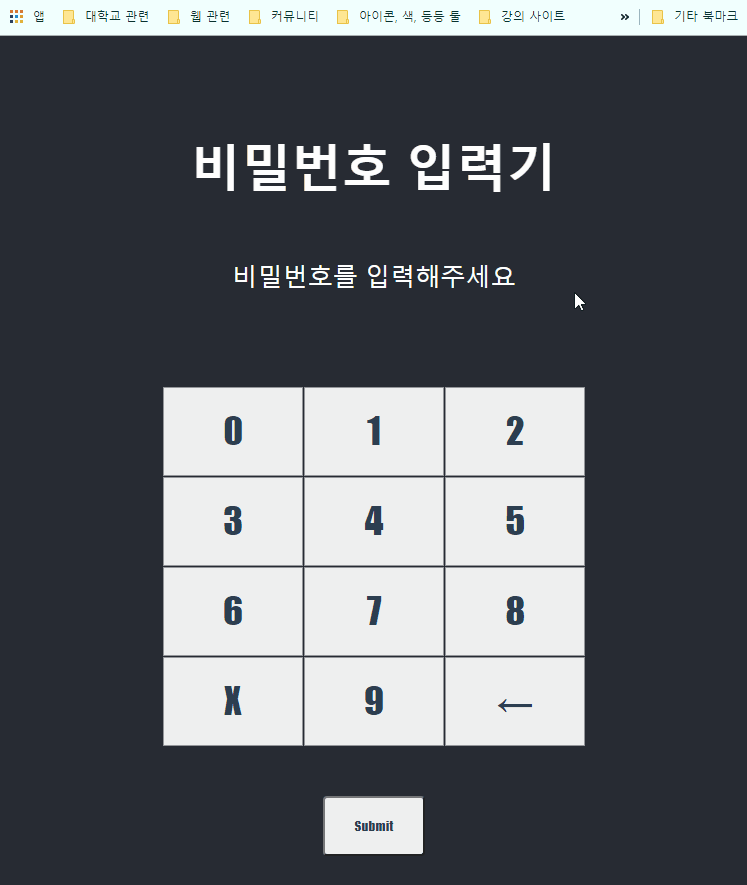 앱 대학교 관련 웹 관련 커뮤니티 아이콘, 색, 등등 툴 강의 사이트 » 기타 북마크
비밀번호 입력기
비밀번호를 입력해주세요
0 1 2
3 4 5
6 7 8
X 9 ←
Submit